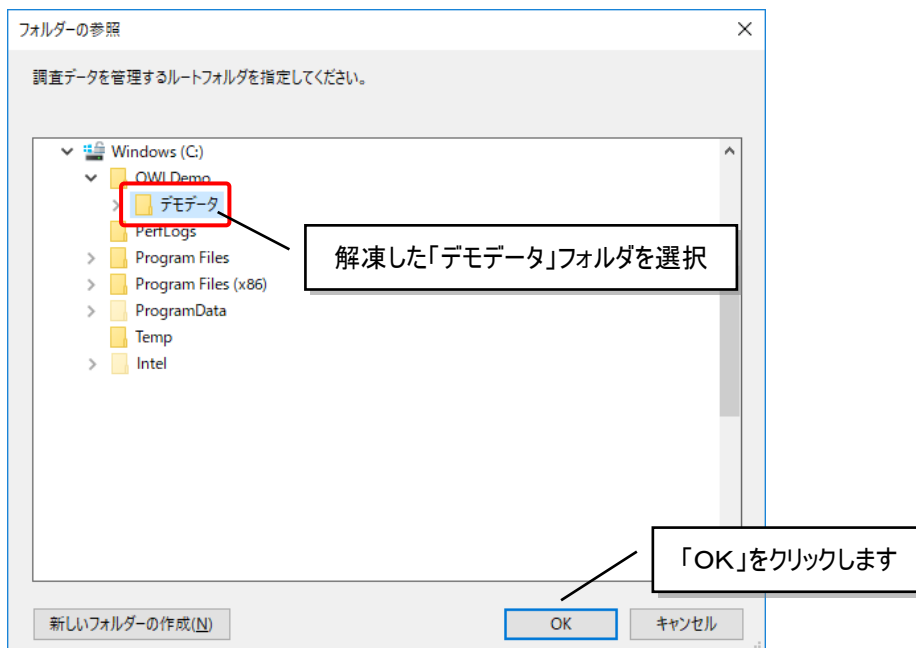 フォルダーの参照
調査データを管理するルートフォルダを指定してください。
Windows (C:)
OWLDemo
デモデータ
PerfLogs
解凍した「デモデータ」フォルダを選択
Program Files
Program Files (x86)
ProgramData
Temp
Intel
「OK」をクリックします
新しいフォルダーの作成(N)
OK
キャンセル